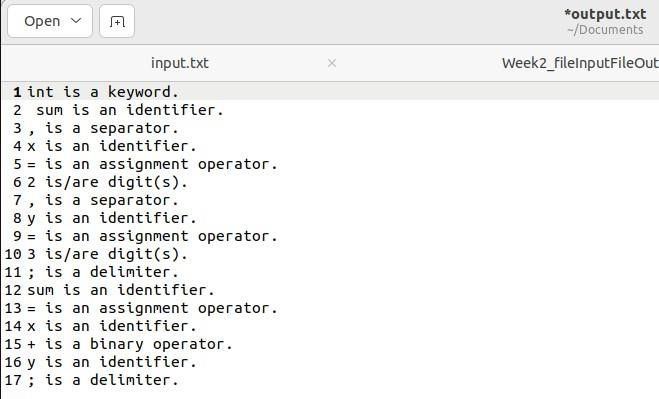 Open
*output.txt
~/Documents
input.txt
Week2_fileInputFileOut
1 int is a keyword.
2  sum is an identifier.
3 , is a separator.
4 x is an identifier.
5 = is an assignment operator.
6 2 is/are digit(s).
7 , is a separator.
8 y is an identifier.
9 = is an assignment operator.
10 3 is/are digit(s).
11 ; is a delimiter.
12 sum is an identifier.
13 = is an assignment operator.
14 x is an identifier.
15 + is a binary operator.
16 y is an identifier.
17 ; is a delimiter.